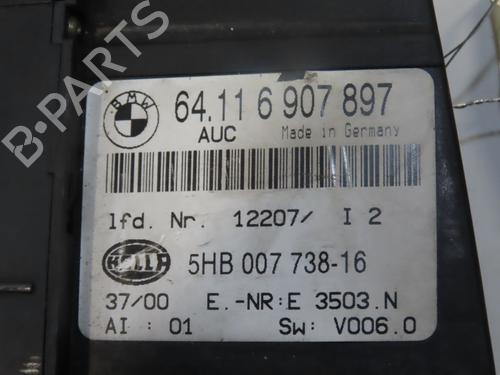 BMW
64.11 6 907 897
AUC Made in Germany
lfd. Nr. 12207/ I 2
HELLA 5HB 007 738-16
37/00 E.-NR:E 3503.N
AI : 01 Sw: V006.0
B-PARTS